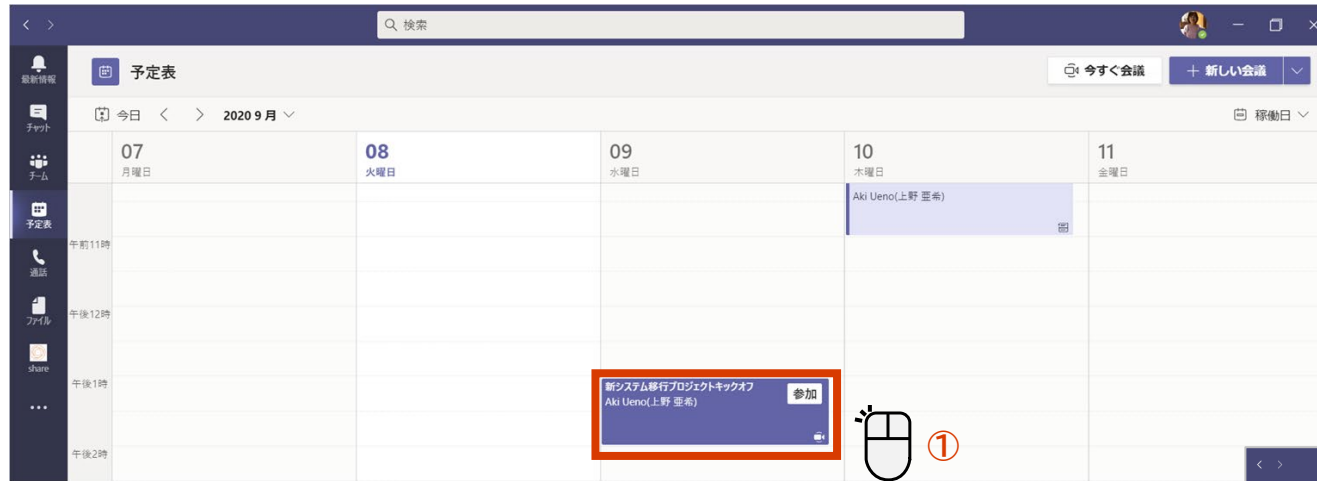 検索
最新情報
チャット
チーム
予定表
通話
ファイル
share
予定表
今すぐ会議
+ 新しい会議
今日 < > 2020 9 月
稼働日
07
月曜日
08
火曜日
09
水曜日
10
木曜日
11
金曜日
Aki Ueno(上野 亜希)
午前11時
午後12時
午後1時
新システム移行プロジェクトキックオフ
Aki Ueno(上野 亜希)
参加
①
午後2時